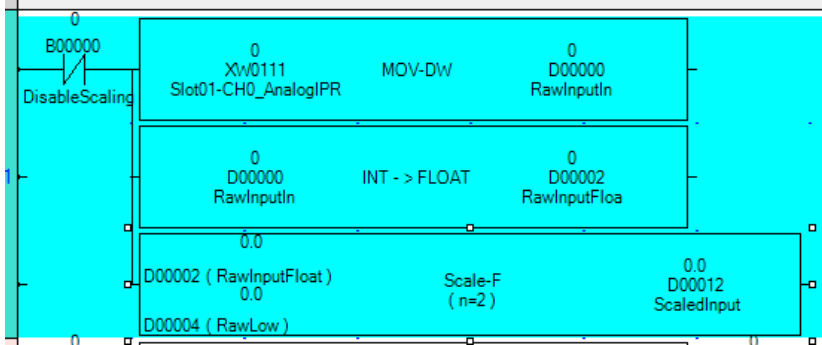 0
B00000
DisableScaling
0
XW0111
Slot01-CH0_AnalogIPR
MOV-DW
0
D00000
RawInputIn
1
0
D00000
RawInputIn
INT - > FLOAT
0
D00002
RawInputFloa
0.0
D00002 ( RawInputFloat )
0.0
D00004 ( RawLow )
Scale-F
( n=2 )
0.0
D00012
ScaledInput
0
0